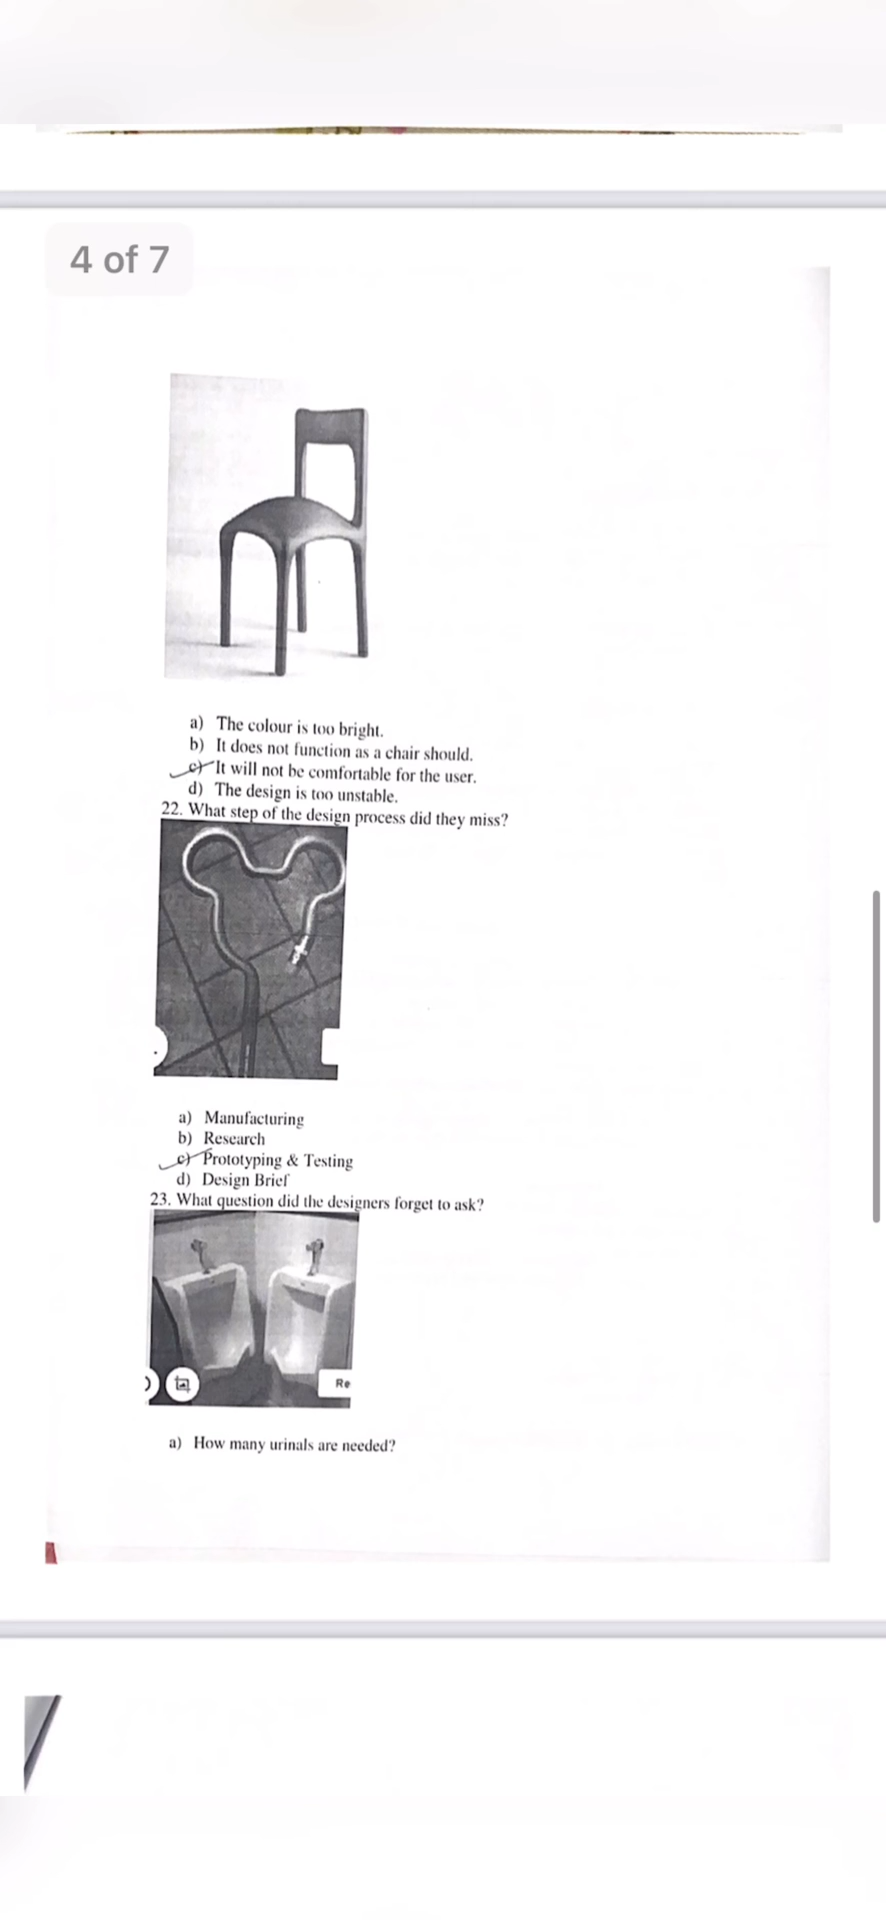 4 of 7
a) The colour is too bright.
b) It does not function as a chair should.
c) It will not be comfortable for the user.
d) The design is too unstable.
22. What step of the design process did they miss?
a) Manufacturing
b) Research
c) Prototyping & Testing
d) Design Brief
23. What question did the designers forget to ask?
Re
a) How many urinals are needed?